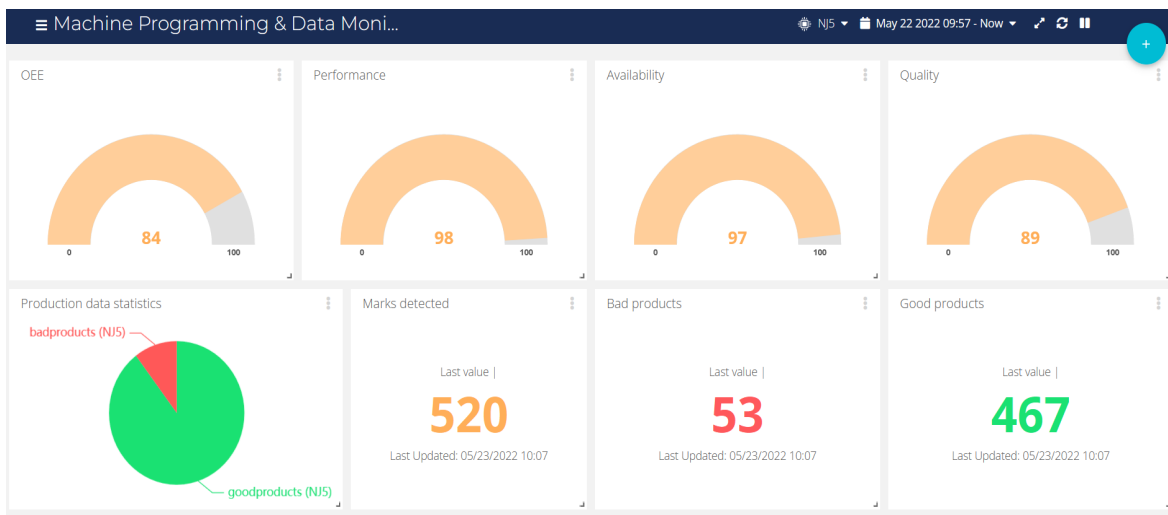 Machine Programming & Data Moni...
NJ5
May 22 2022 09:57 - Now
+
OEE
84
0
100
Performance
98
0
100
Availability
97
0
100
Quality
89
0
100
Production data statistics
badproducts (NJ5)
goodproducts (NJ5)
Marks detected
Last value |
520
Last Updated: 05/23/2022 10:07
Bad products
Last value |
53
Last Updated: 05/23/2022 10:07
Good products
Last value |
467
Last Updated: 05/23/2022 10:07